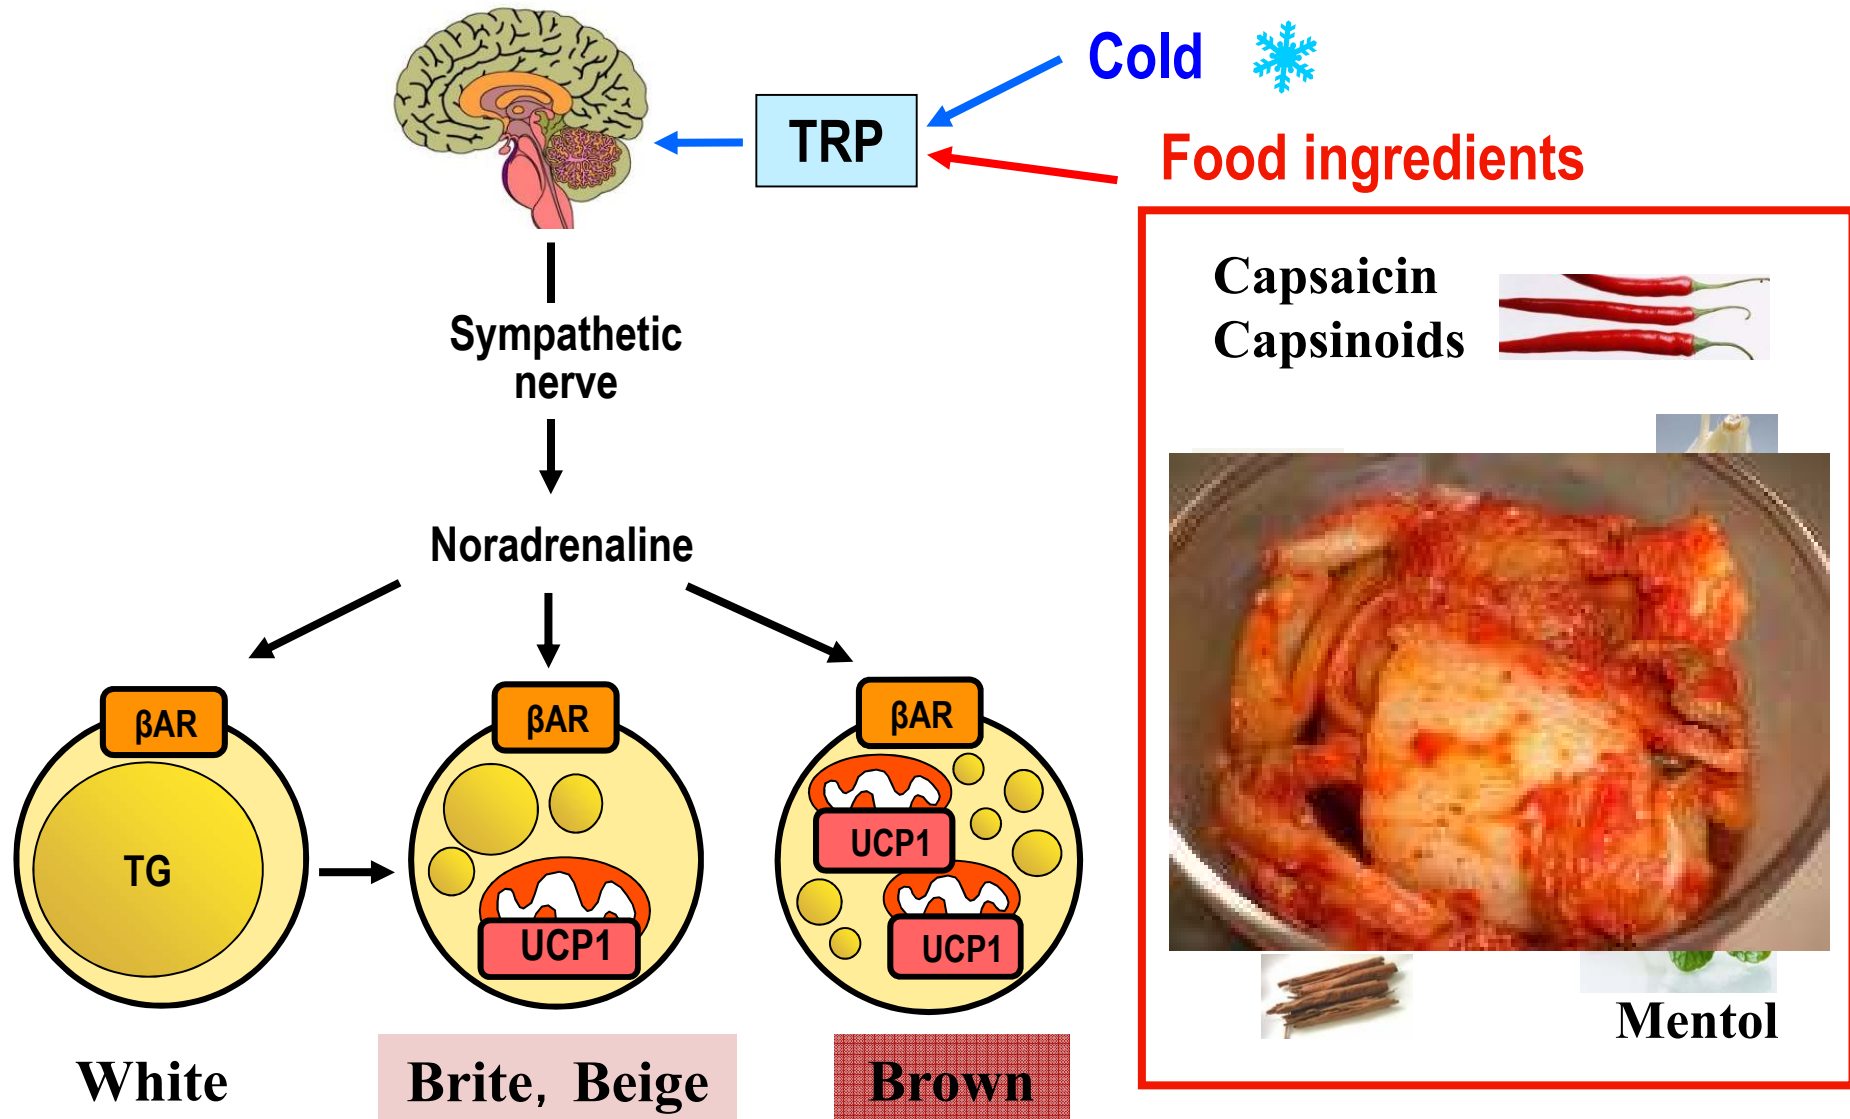 Cold
TRP
Food ingredients
Capsaicin
Capsinoids
Sympathetic
nerve
Noradrenaline
βAR
βAR
βAR
TG
UCP1
UCP1
UCP1
Mentol
White
Brite, Beige
Brown